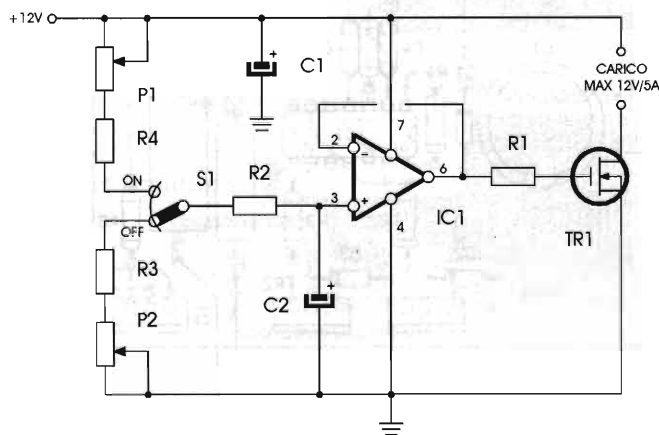 +12V
P1
R4
ON
OFF
S1
R3
P2
C1
+
R2
C2
+
2
3
−
+
7
6
4
IC1
R1
TR1
CARICO
MAX 12V/5A